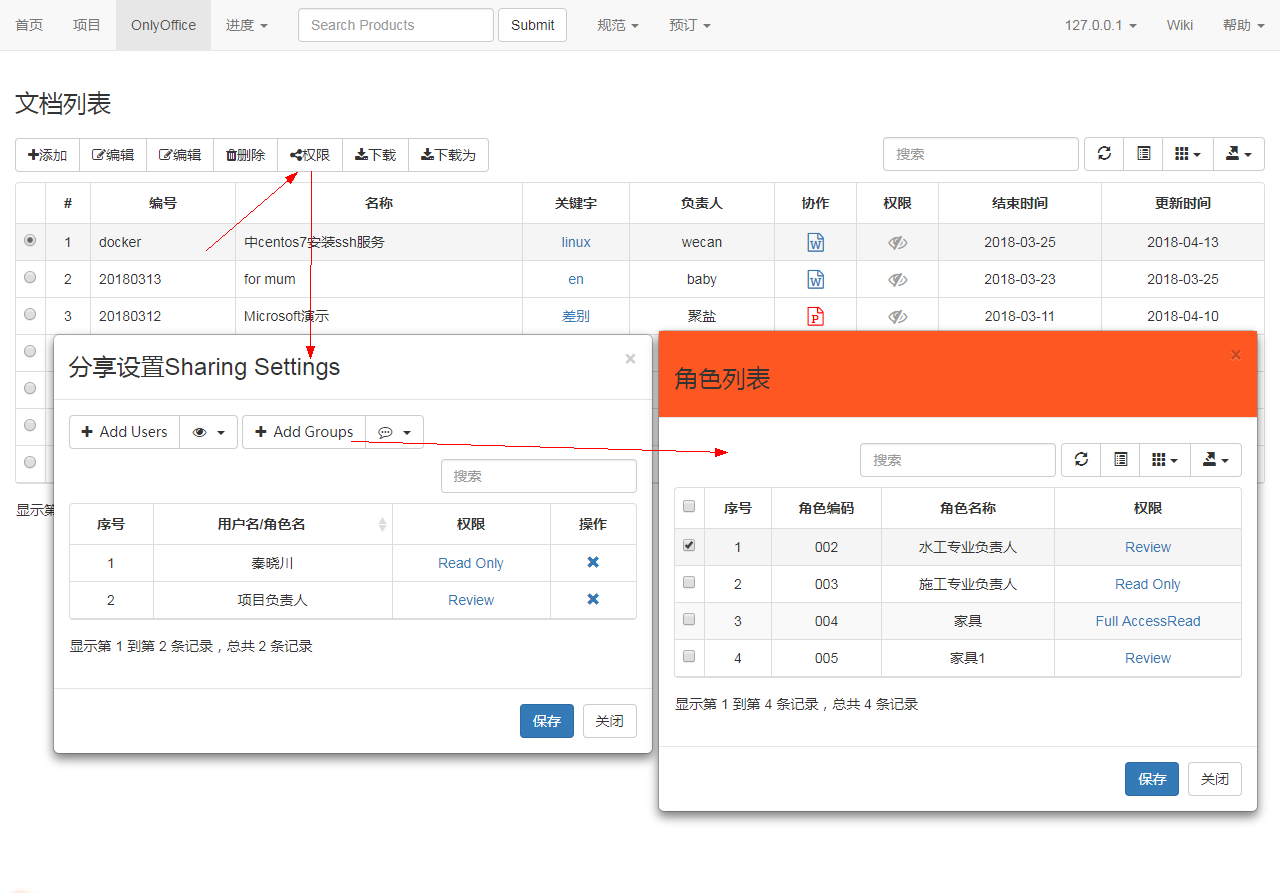 首页 项目 OnlyOffice 进度 Search Products Submit 规范 预订 127.0.0.1 Wiki 帮助
文档列表
添加 编辑 编辑 删除 权限 下载 下载为 搜索
# 编号 名称 关键字 负责人 协作 权限 结束时间 更新时间
1 docker 中centos7安装ssh服务 linux wecan W 2018-03-25 2018-04-13
2 20180313 for mum en baby W 2018-03-23 2018-03-25
3 20180312 Microsoft演示 差别 聚盐 P 2018-03-11 2018-04-10
显示第
分享设置Sharing Settings ×
Add Users Add Groups
搜索
序号 用户名/角色名 权限 操作
1 秦晓川 Read Only
2 项目负责人 Review
显示第 1 到第 2 条记录，总共 2 条记录
保存 关闭
角色列表 ×
搜索
序号 角色编码 角色名称 权限
1 002 水工专业负责人 Review
2 003 施工专业负责人 Read Only
3 004 家具 Full AccessRead
4 005 家具1 Review
显示第 1 到第 4 条记录，总共 4 条记录
保存 关闭